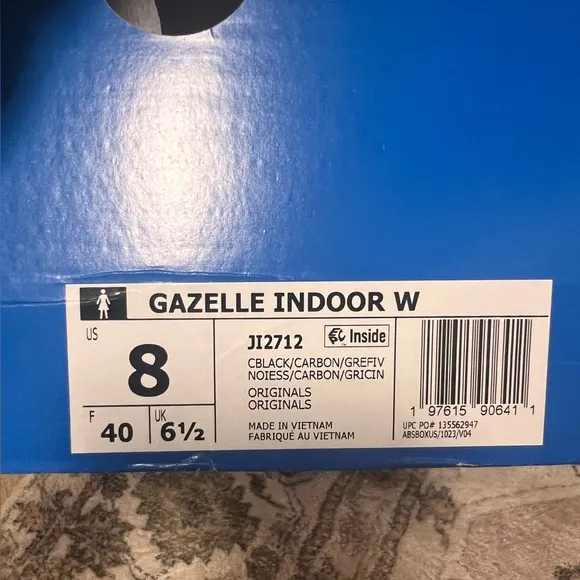 GAZELLE INDOOR W
US
8
F
40
UK
6½
JI2712
Inside
CBLACK/CARBON/GREFIV
NOIESS/CARBON/GRICIN
ORIGINALS
ORIGINALS
MADE IN VIETNAM
FABRIQUÉ AU VIETNAM
1 97615 90641 1
UPC PO# 135562947
ABSBOXUS/1023/V04